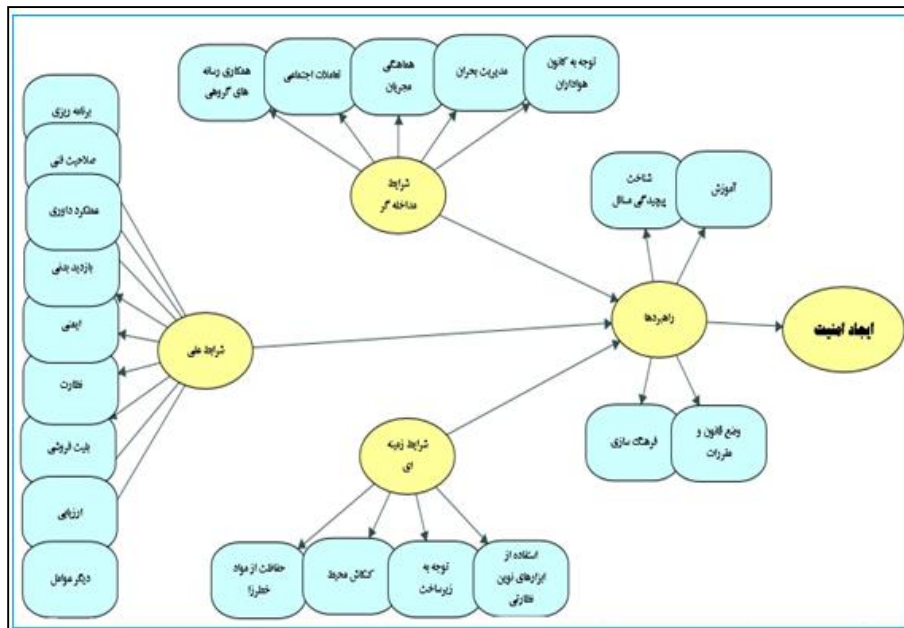 توجه به کانون
هواداران
مدیریت بحران
هماهنگی
مجریان
تعاملات اجتماعی
همکاری رسانه
های گروهی
شرایط
مداخله گر
برنامه ریزی
صلاحیت فنی
عملکرد داوری
بازدید بدنی
ایمنی
نظارت
بلیت فروشی
ارزیابی
دیگر عوامل
شرایط علی
آموزش
شناخت
پیچیدگی مسائل
راهبردها
ایجاد امنیت
وضع قانون و
مقررات
فرهنگ سازی
شرایط زمینه
ای
استفاده از
ابزارهای نوین
نظارتی
توجه به
زیرساخت
کنکاش محیط
حفاظت از مواد
خطرزا